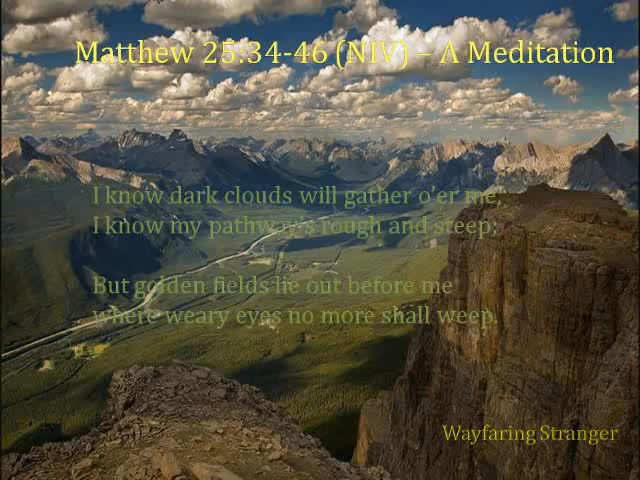 Matthew 25:34-46 (NIV) – A Meditation
I know dark clouds will gather o’er me,
I know my pathway’s rough and steep;
But golden fields lie out before me
where weary eyes no more shall weep.
Wayfaring Stranger